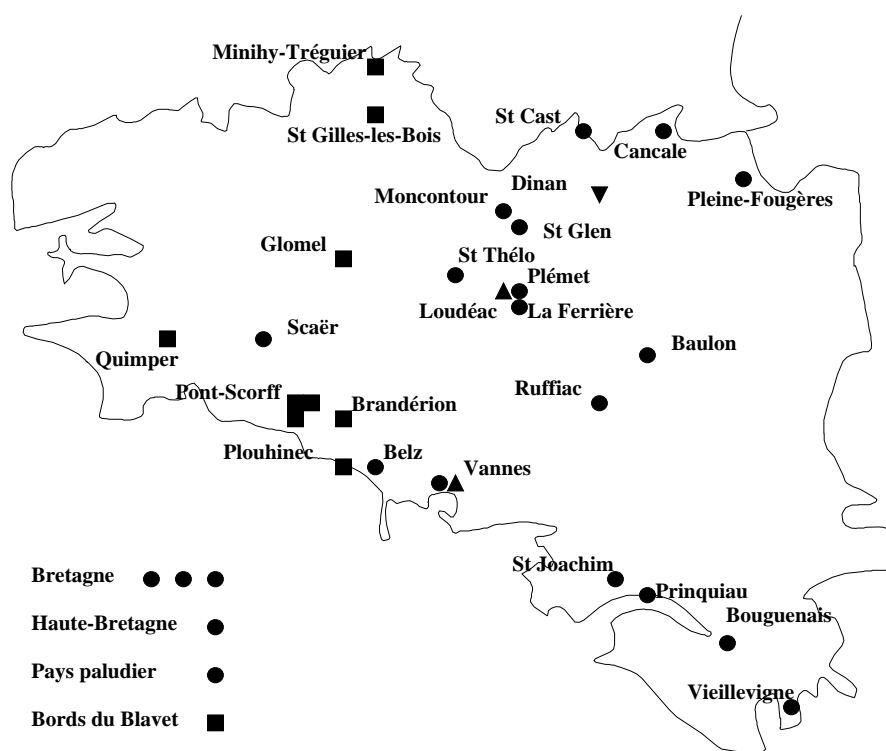 Minihy-Tréguier
St Gilles-les-Bois
St Cast
Cancale
Dinan
Moncontour
Pleine-Fougères
St Glen
Glomel
St Thélo
Plémet
Loudéac
La Ferrière
Scaër
Baulon
Quimper
Pont-Scorff
Ruffiac
Brandérion
Plouhinec
Belz
Vannes
St Joachim
Bretagne
Prinquiau
Bouguenais
Haute-Bretagne
Pays paludier
Vieillevigne
Bords du Blavet